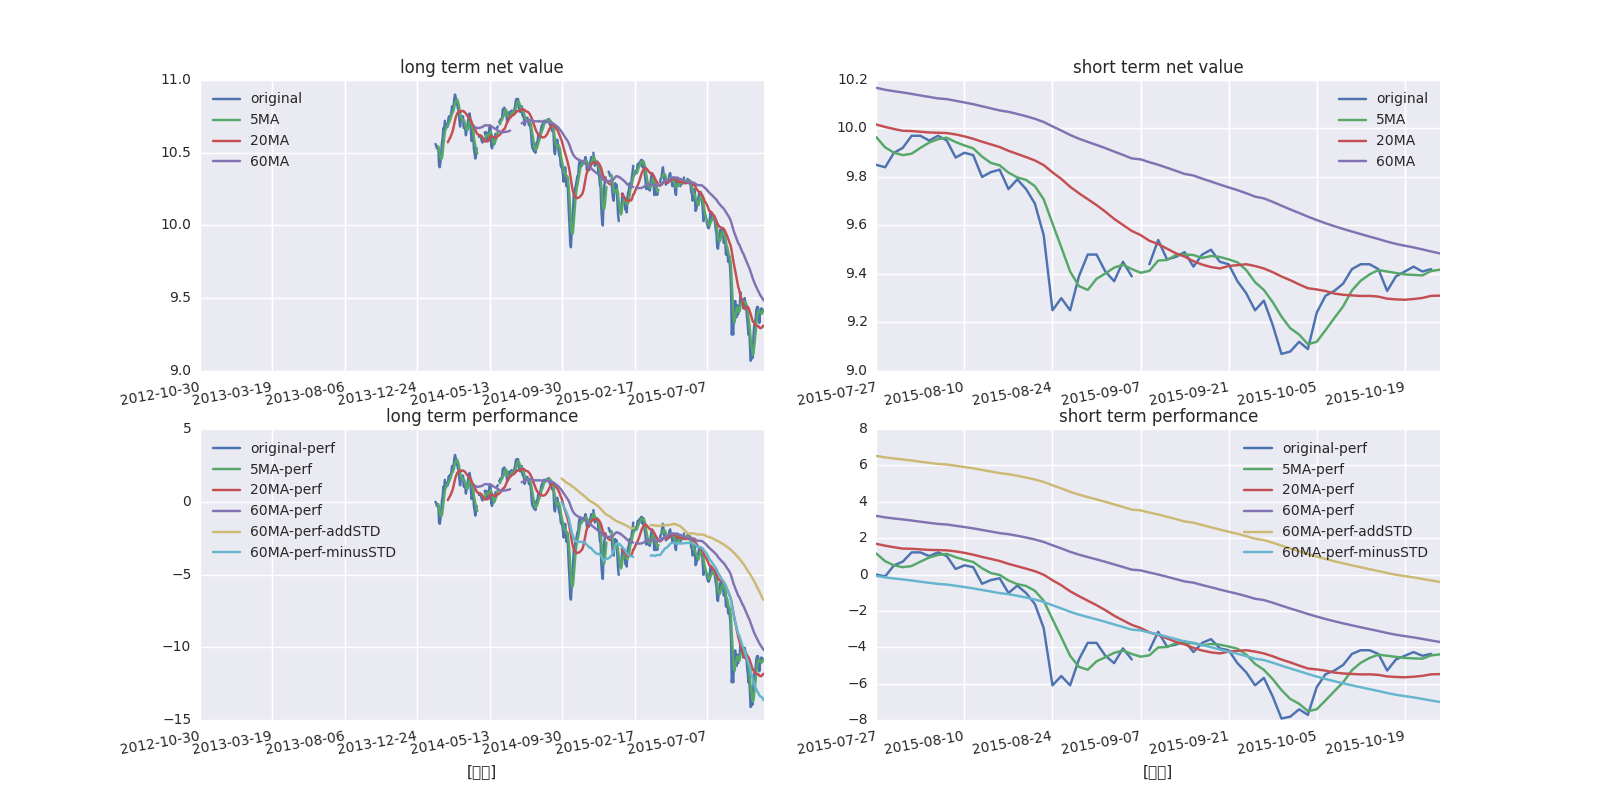 long term net value
11.0
10.5
10.0
9.5
9.0
original
5MA
20MA
60MA
2012-10-30 2013-03-19 2013-08-06 2013-12-24 2014-05-13 2014-09-30 2015-02-17 2015-07-07
short term net value
10.2
10.0
9.8
9.6
9.4
9.2
9.0
original
5MA
20MA
60MA
2015-07-27 2015-08-10 2015-08-24 2015-09-07 2015-09-21 2015-10-05 2015-10-19
long term performance
5
0
−5
−10
−15
original-perf
5MA-perf
20MA-perf
60MA-perf
60MA-perf-addSTD
60MA-perf-minusSTD
2012-10-30 2013-03-19 2013-08-06 2013-12-24 2014-05-13 2014-09-30 2015-02-17 2015-07-07
short term performance
8
6
4
2
0
−2
−4
−6
−8
original-perf
5MA-perf
20MA-perf
60MA-perf
60MA-perf-addSTD
60MA-perf-minusSTD
2015-07-27 2015-08-10 2015-08-24 2015-09-07 2015-09-21 2015-10-05 2015-10-19